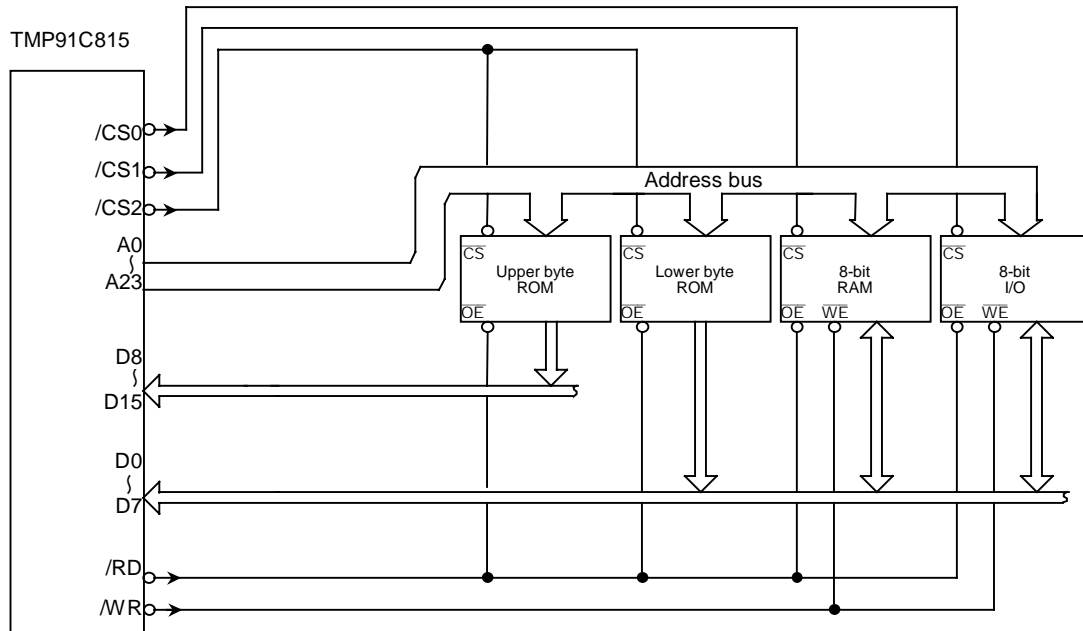 TMP91C815
/CS0
/CS1
/CS2
A0
~
A23
D8
~
D15
D0
~
D7
/RD
/WR
Address bus
CS
Upper byte
ROM
OE
CS
Lower byte
ROM
OE
CS
8-bit
RAM
OE WE
CS
8-bit
I/O
OE WE